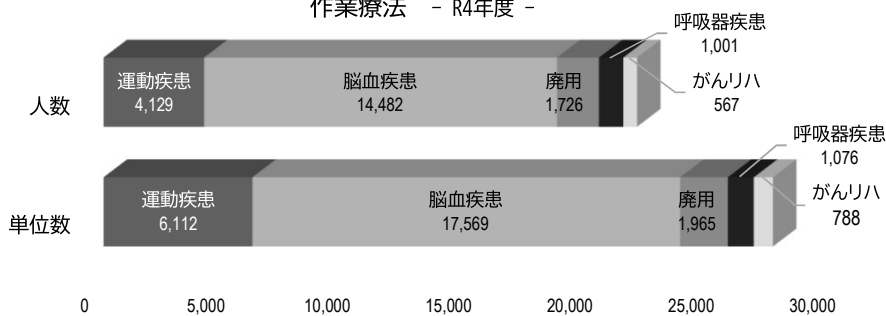 作業療法 － R4年度 －
呼吸器疾患
1,001
運動疾患
4,129
脳血疾患
14,482
廃用
1,726
がんリハ
567
人数
呼吸器疾患
1,076
運動疾患
6,112
脳血疾患
17,569
廃用
1,965
がんリハ
788
単位数
0 5,000 10,000 15,000 20,000 25,000 30,000